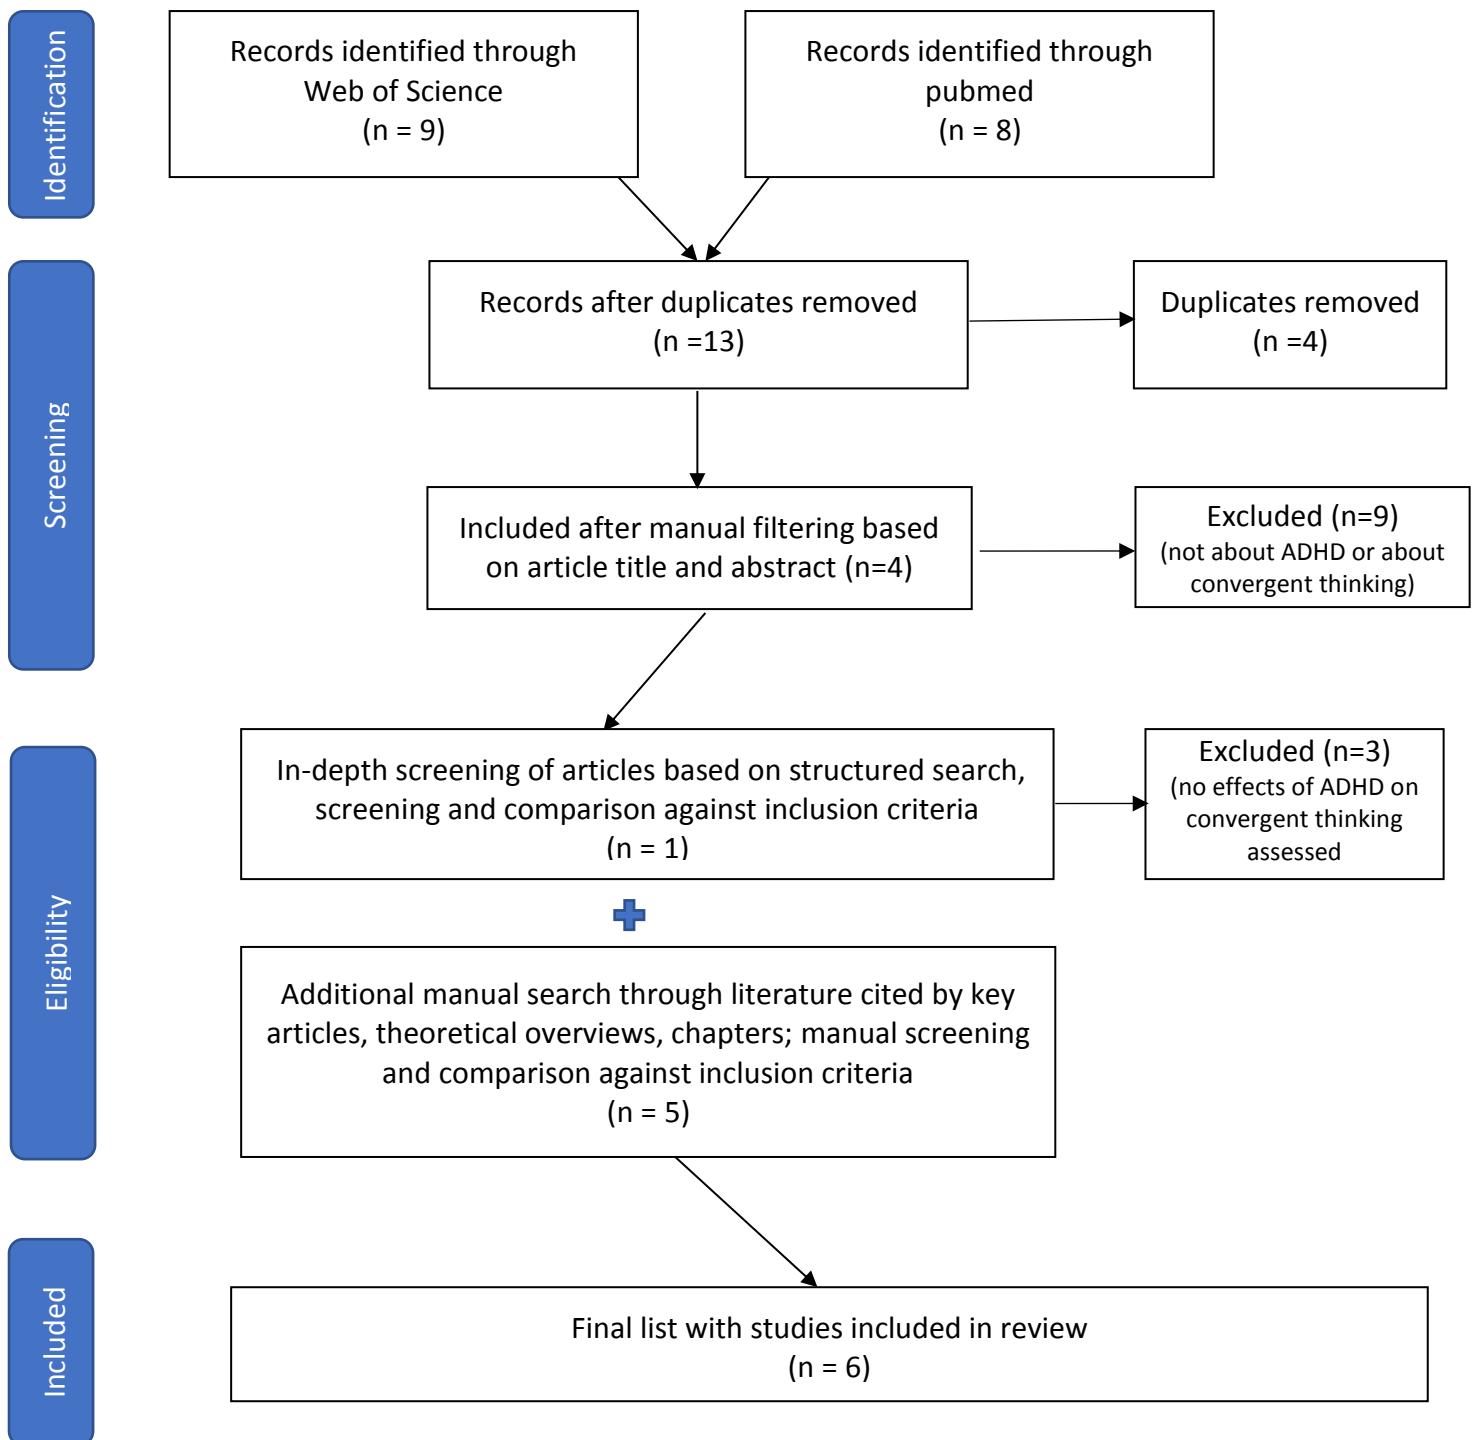 Identification
Records identified through
Web of Science
(n = 9)
Records identified through
pubmed
(n = 8)
Screening
Records after duplicates removed
(n =13)
Duplicates removed
(n =4)
Included after manual filtering based
on article title and abstract (n=4)
Excluded (n=9)
(not about ADHD or about
convergent thinking)
Eligibility
In-depth screening of articles based on structured search,
screening and comparison against inclusion criteria
(n = 1)
Excluded (n=3)
(no effects of ADHD on
convergent thinking
assessed
Additional manual search through literature cited by key
articles, theoretical overviews, chapters; manual screening
and comparison against inclusion criteria
(n = 5)
Included
Final list with studies included in review
(n = 6)